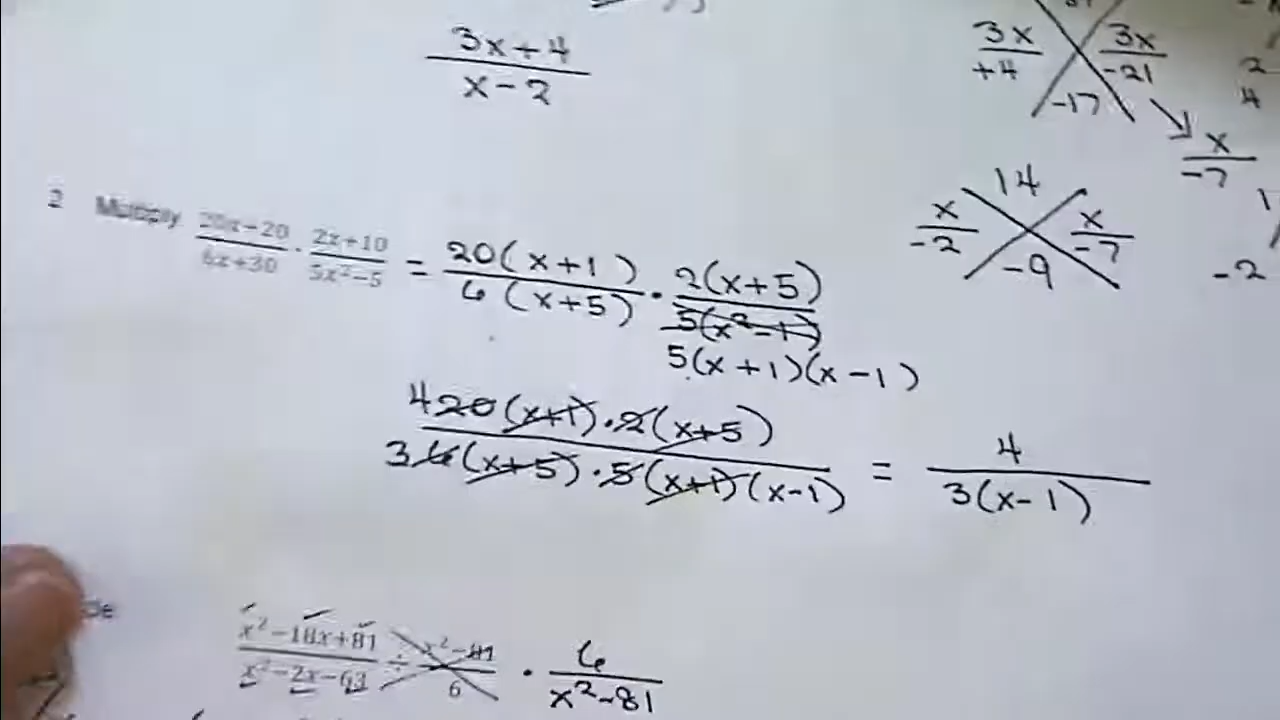 3x+4
x-2
3x 3x
+4 -21
-17
x
-7
2
4
14
x x
-2 -7
-9
-2
2 Multiply 20x-20/6x+30 · 2x+10/5x²-5 = 20(x+1)/6(x+5) · 2(x+5)/5(x²-1)
5(x+1)(x-1)
4 20(x+1)·2(x+5)
3 6(x+5)·5(x+1)(x-1) = 4/3(x-1)
x²-18x+81/x²-2x-63 ÷ x²-81/6 · 6/x²-81